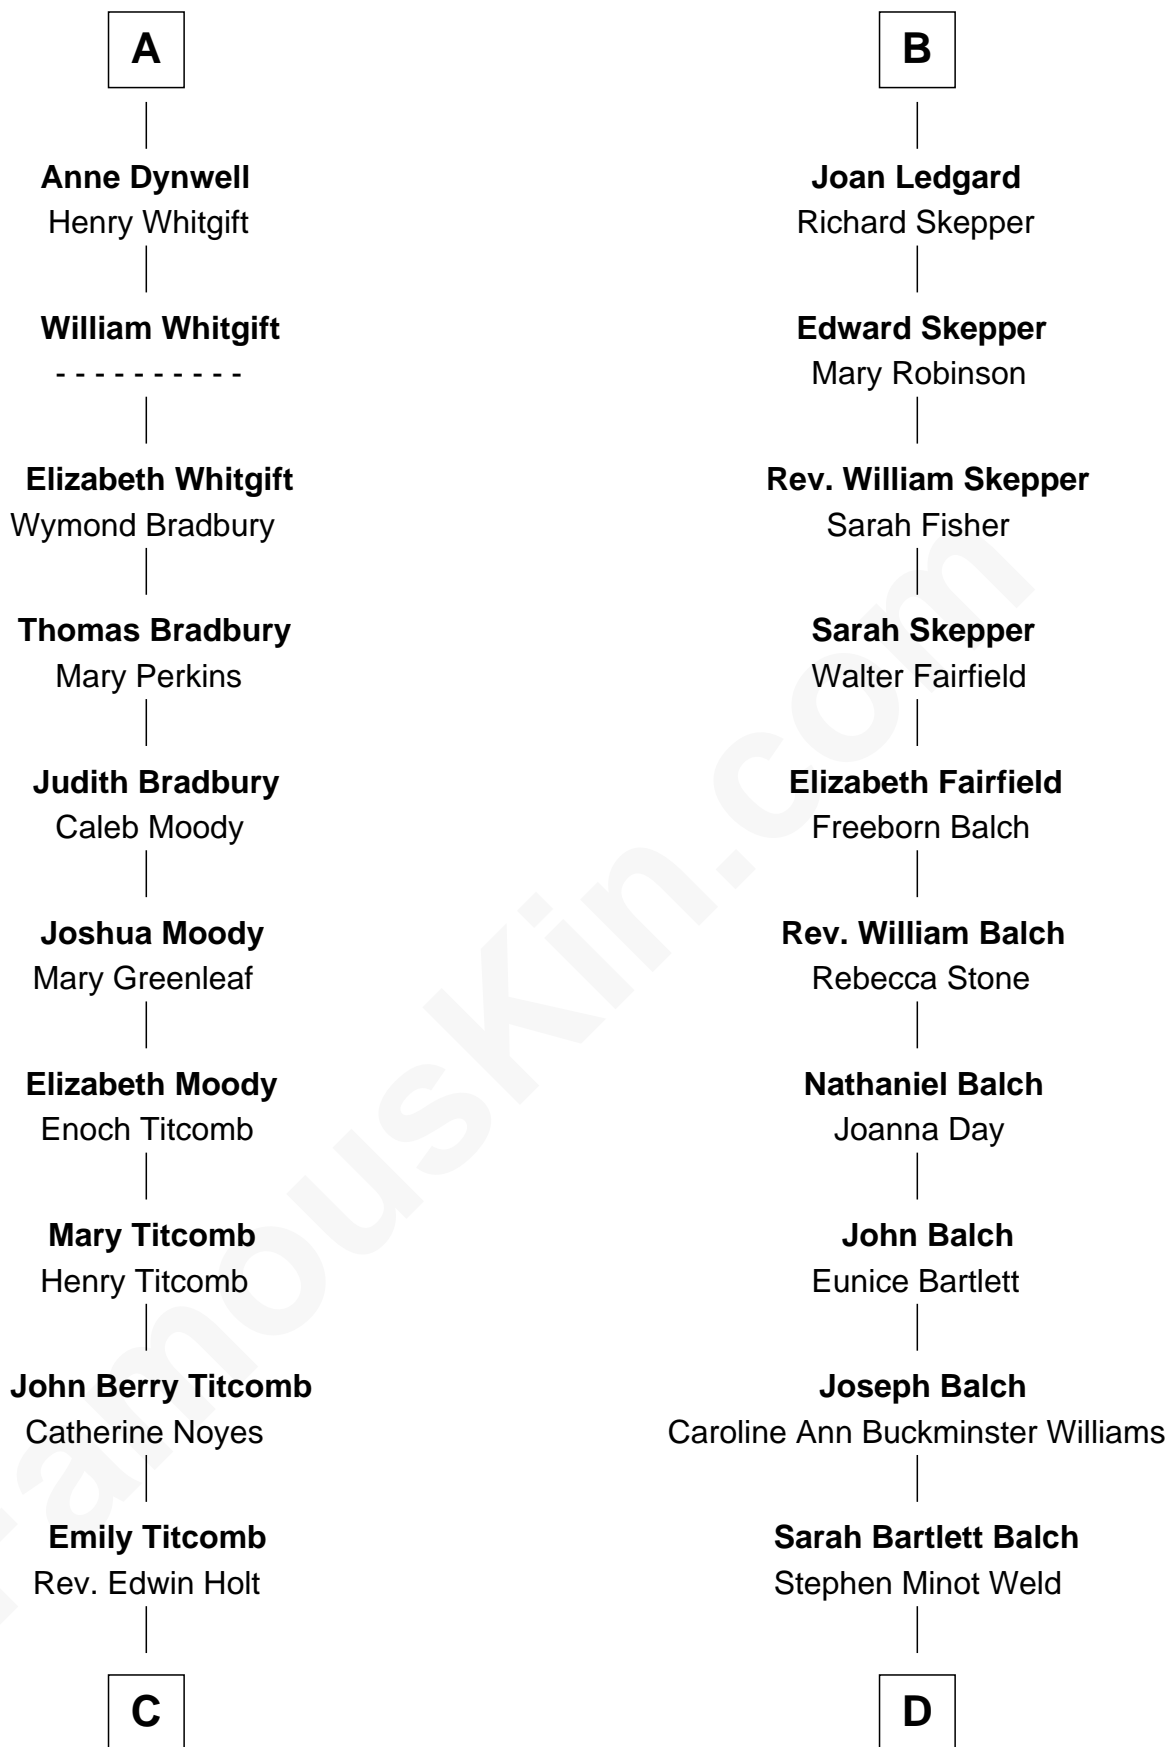 A
Anne Dynwell
Henry Whitgift
William Whitgift
- - - - - - - - - -
Elizabeth Whitgift
Wymond Bradbury
Thomas Bradbury
Mary Perkins
Judith Bradbury
Caleb Moody
Joshua Moody
Mary Greenleaf
Elizabeth Moody
Enoch Titcomb
Mary Titcomb
Henry Titcomb
John Berry Titcomb
Catherine Noyes
Emily Titcomb
Rev. Edwin Holt
C
B
Joan Ledgard
Richard Skepper
Edward Skepper
Mary Robinson
Rev. William Skepper
Sarah Fisher
Sarah Skepper
Walter Fairfield
Elizabeth Fairfield
Freeborn Balch
Rev. William Balch
Rebecca Stone
Nathaniel Balch
Joanna Day
John Balch
Eunice Bartlett
Joseph Balch
Caroline Ann Buckminster Williams
Sarah Bartlett Balch
Stephen Minot Weld
D
FamousKin.com